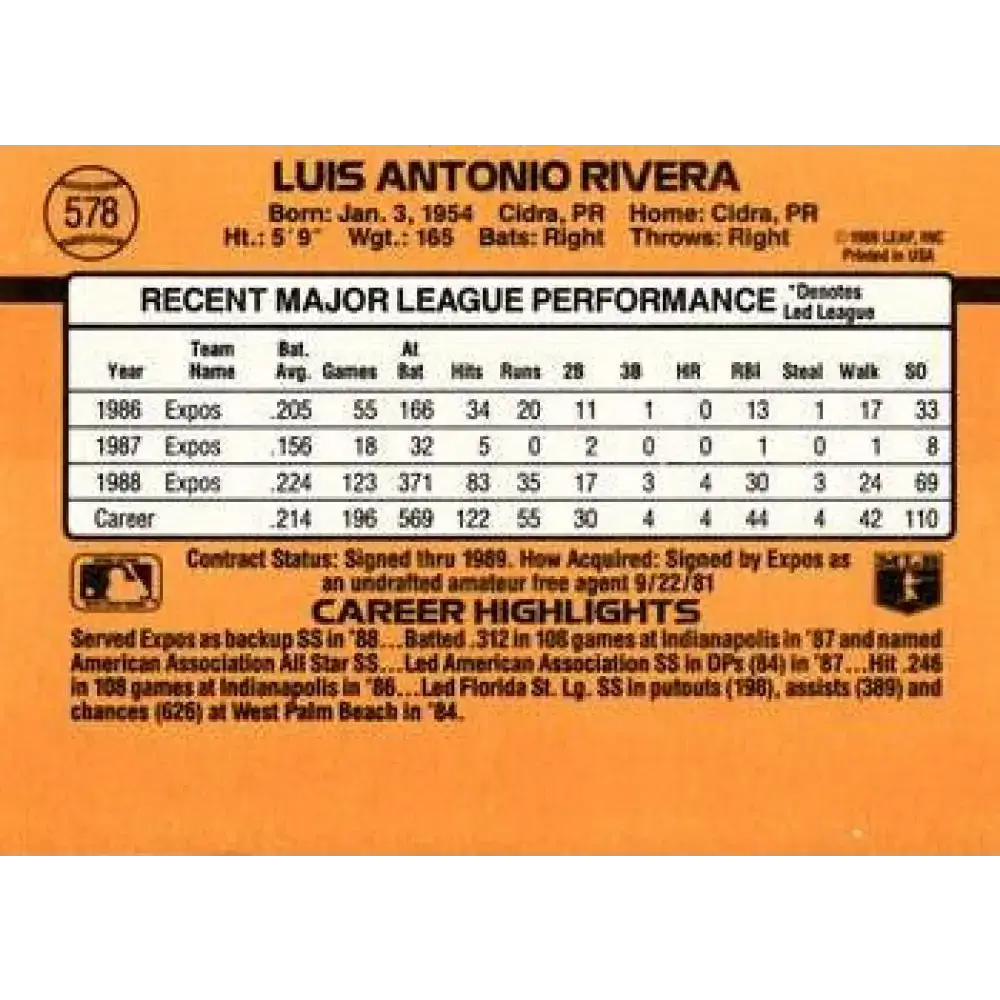 578
LUIS ANTONIO RIVERA
Born: Jan. 3, 1954 Cidra, PR Home: Cidra, PR
Ht.: 5'9" Wgt.: 165 Bats: Right Throws: Right
LEAF, INC
Printed in USA
RECENT MAJOR LEAGUE PERFORMANCE *Denotes Led League
Year Team Name Bat. Avg. Games At Bat Hits Runs 2B 3B HR RBI Steal Walk SO
1986 Expos .205 55 166 34 20 11 1 0 13 1 17 33
1987 Expos .156 18 32 5 0 2 0 0 1 0 1 8
1988 Expos .224 123 371 83 35 17 3 4 30 3 24 69
Career .214 196 569 122 55 30 4 4 44 4 42 110
Contract Status: Signed thru 1989. How Acquired: Signed by Expos as
an undrafted amateur free agent 9/22/81
CAREER HIGHLIGHTS
Served Expos as backup SS in '88...Batted .312 in 108 games at Indianapolis in '87 and named
American Association All Star SS...Led American Association SS in DPs (84) in '87...Hit .246
in 108 games at Indianapolis in '86...Led Florida St. Lg. SS in putouts (198), assists (389) and
chances (626) at West Palm Beach in '84.